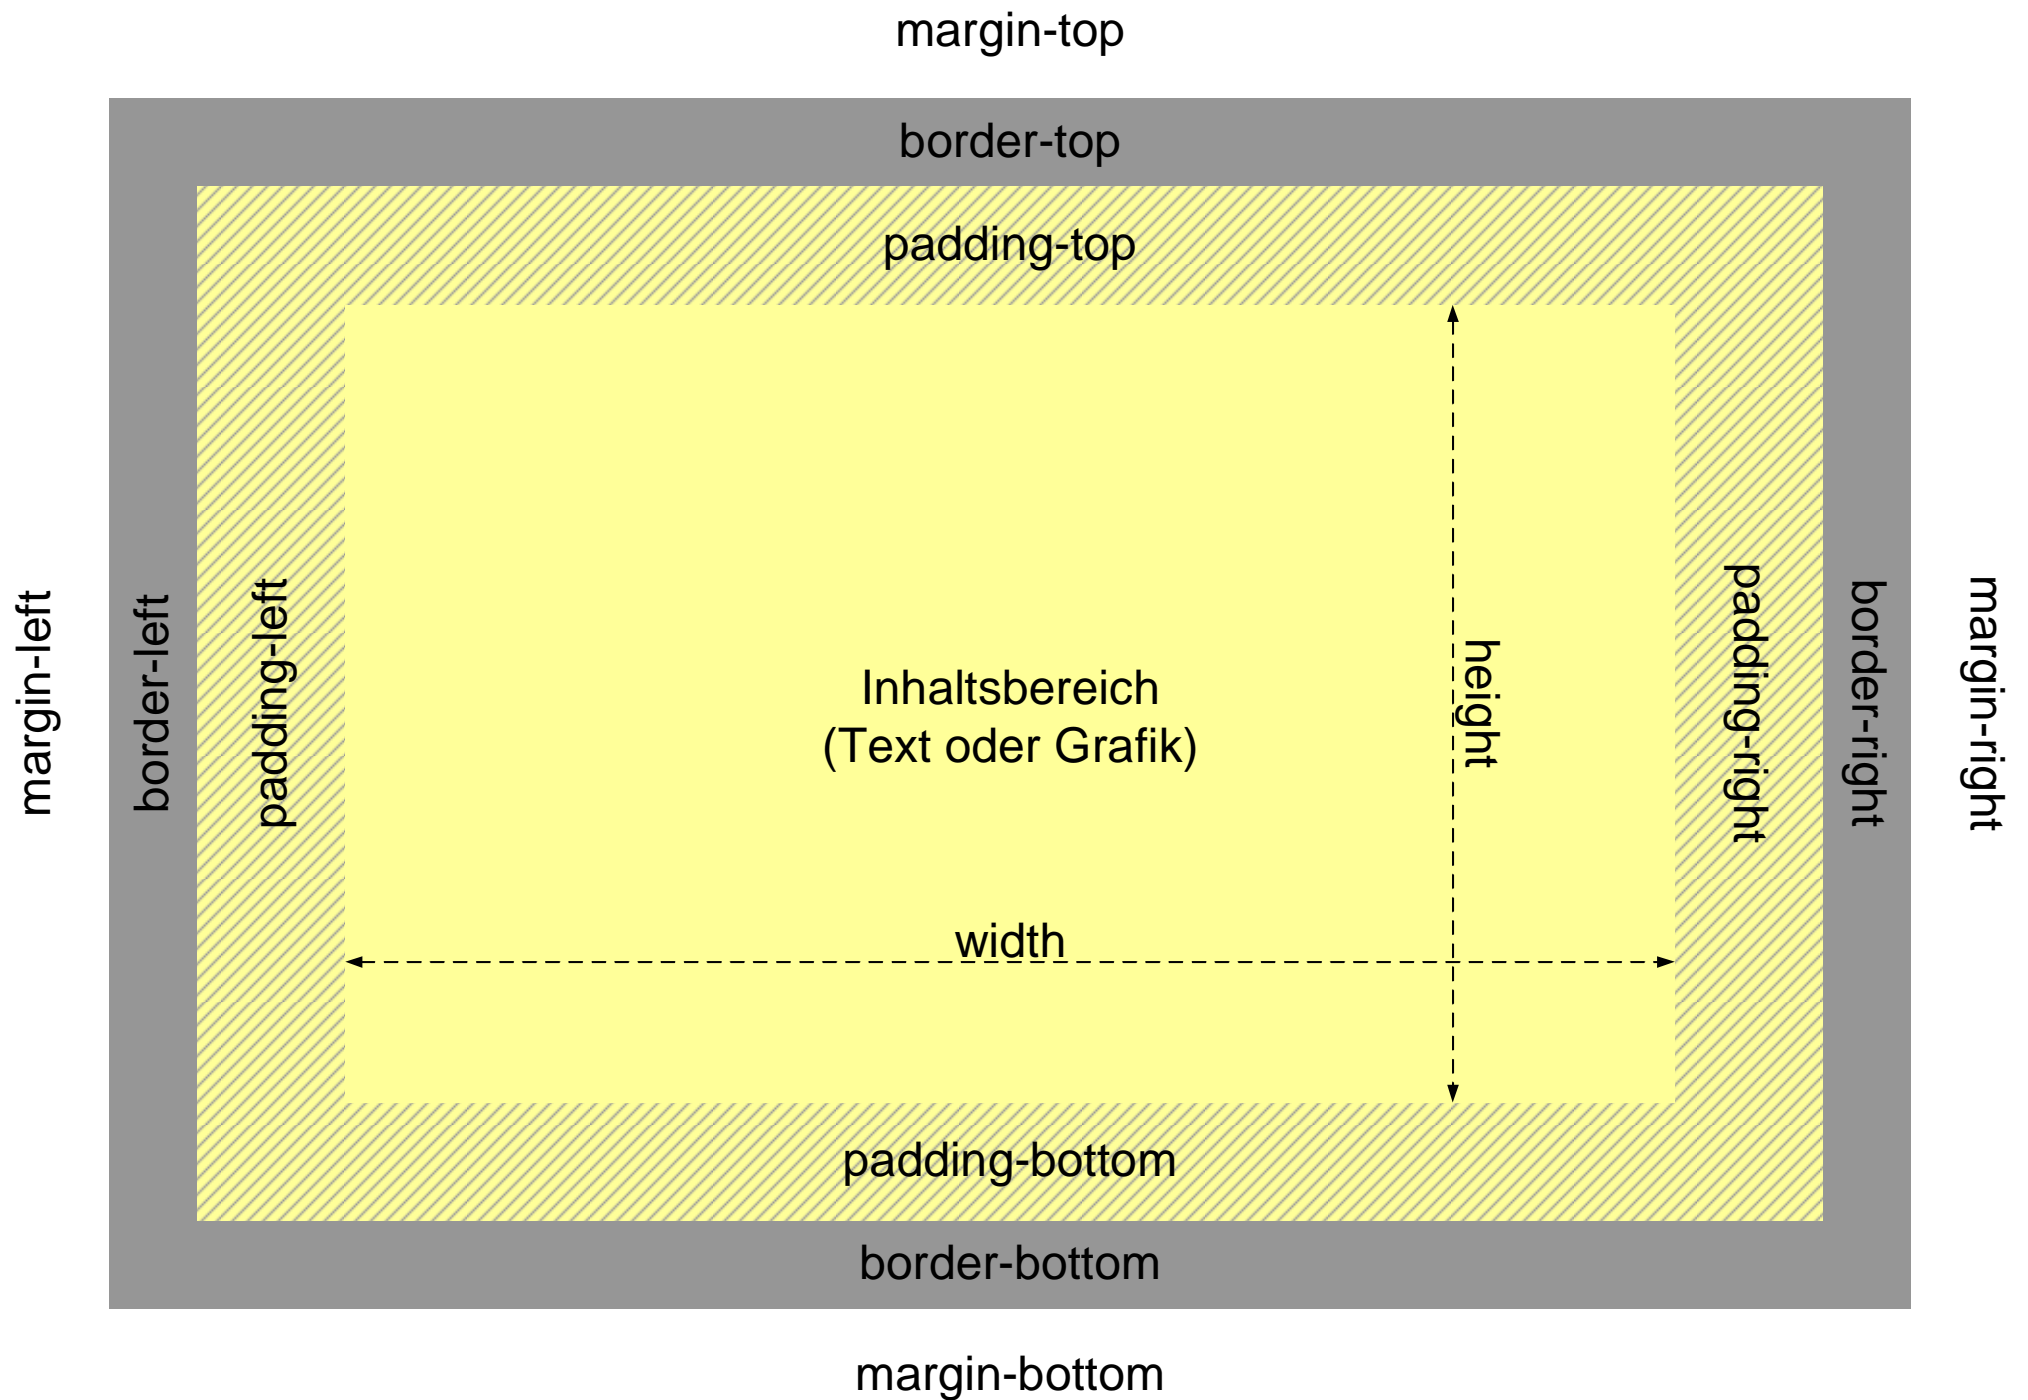 margin-top
border-top
padding-top
margin-left
border-left
padding-left
Inhaltsbereich
(Text oder Grafik)
height
padding-right
border-right
margin-right
width
padding-bottom
border-bottom
margin-bottom